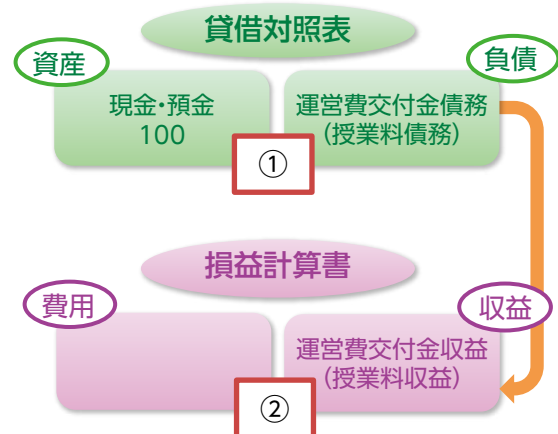 貸借対照表
資産
負債
現金・預金
100
運営費交付金債務
(授業料債務)
①
損益計算書
費用
収益
運営費交付金収益
(授業料収益)
②